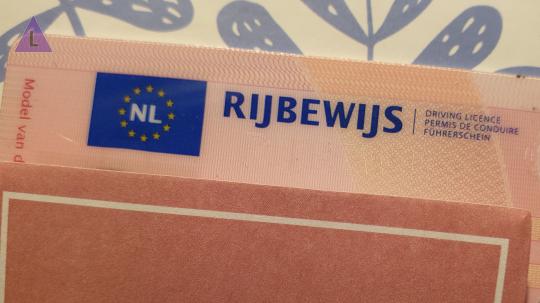 L
Model van d
NL
RIJBEWIJS
DRIVING LICENCE
PERMIS DE CONDUIRE
FÜHRERSCHEIN